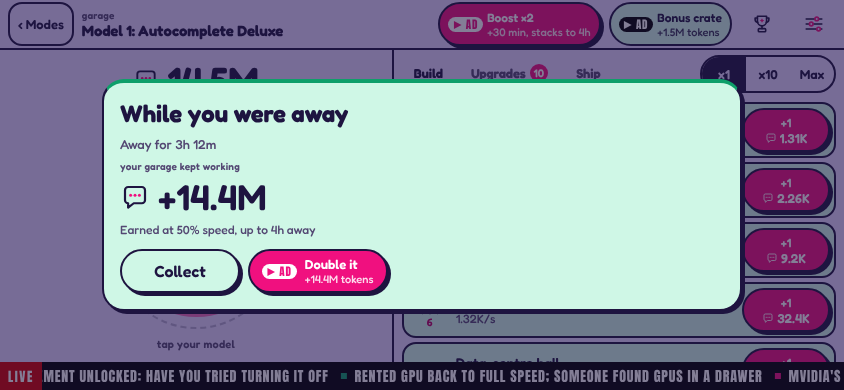 ‹ Modes
garage
Model 1: Autocomplete Deluxe
▶ AD Boost x2
+30 min, stacks to 4h
▶ AD Bonus crate
+1.5M tokens
14.5M
Build Upgrades 10 Ship
x1 x10 Max
While you were away
Away for 3h 12m
your garage kept working
+14.4M
Earned at 50% speed, up to 4h away
Collect
▶ AD Double it
+14.4M tokens
+1
1.31K
+1
2.26K
+1
9.2K
+1
32.4K
6
1.32K/s
tap your model
LIVE MENT UNLOCKED: HAVE YOU TRIED TURNING IT OFF ■ RENTED GPU BACK TO FULL SPEED; SOMEONE FOUND GPUS IN A DRAWER ■ MVIDIA'S